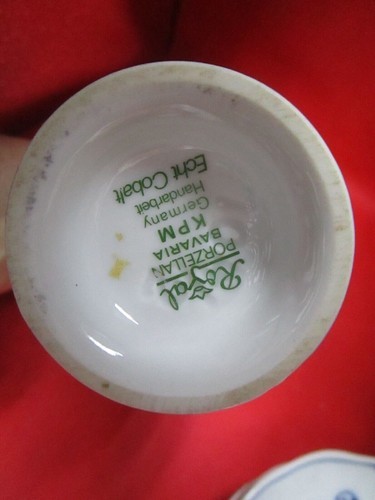 Royal
PORZELLAN
BAVARIA
KPM
Germany
Handarbeit
Echt Cobalt